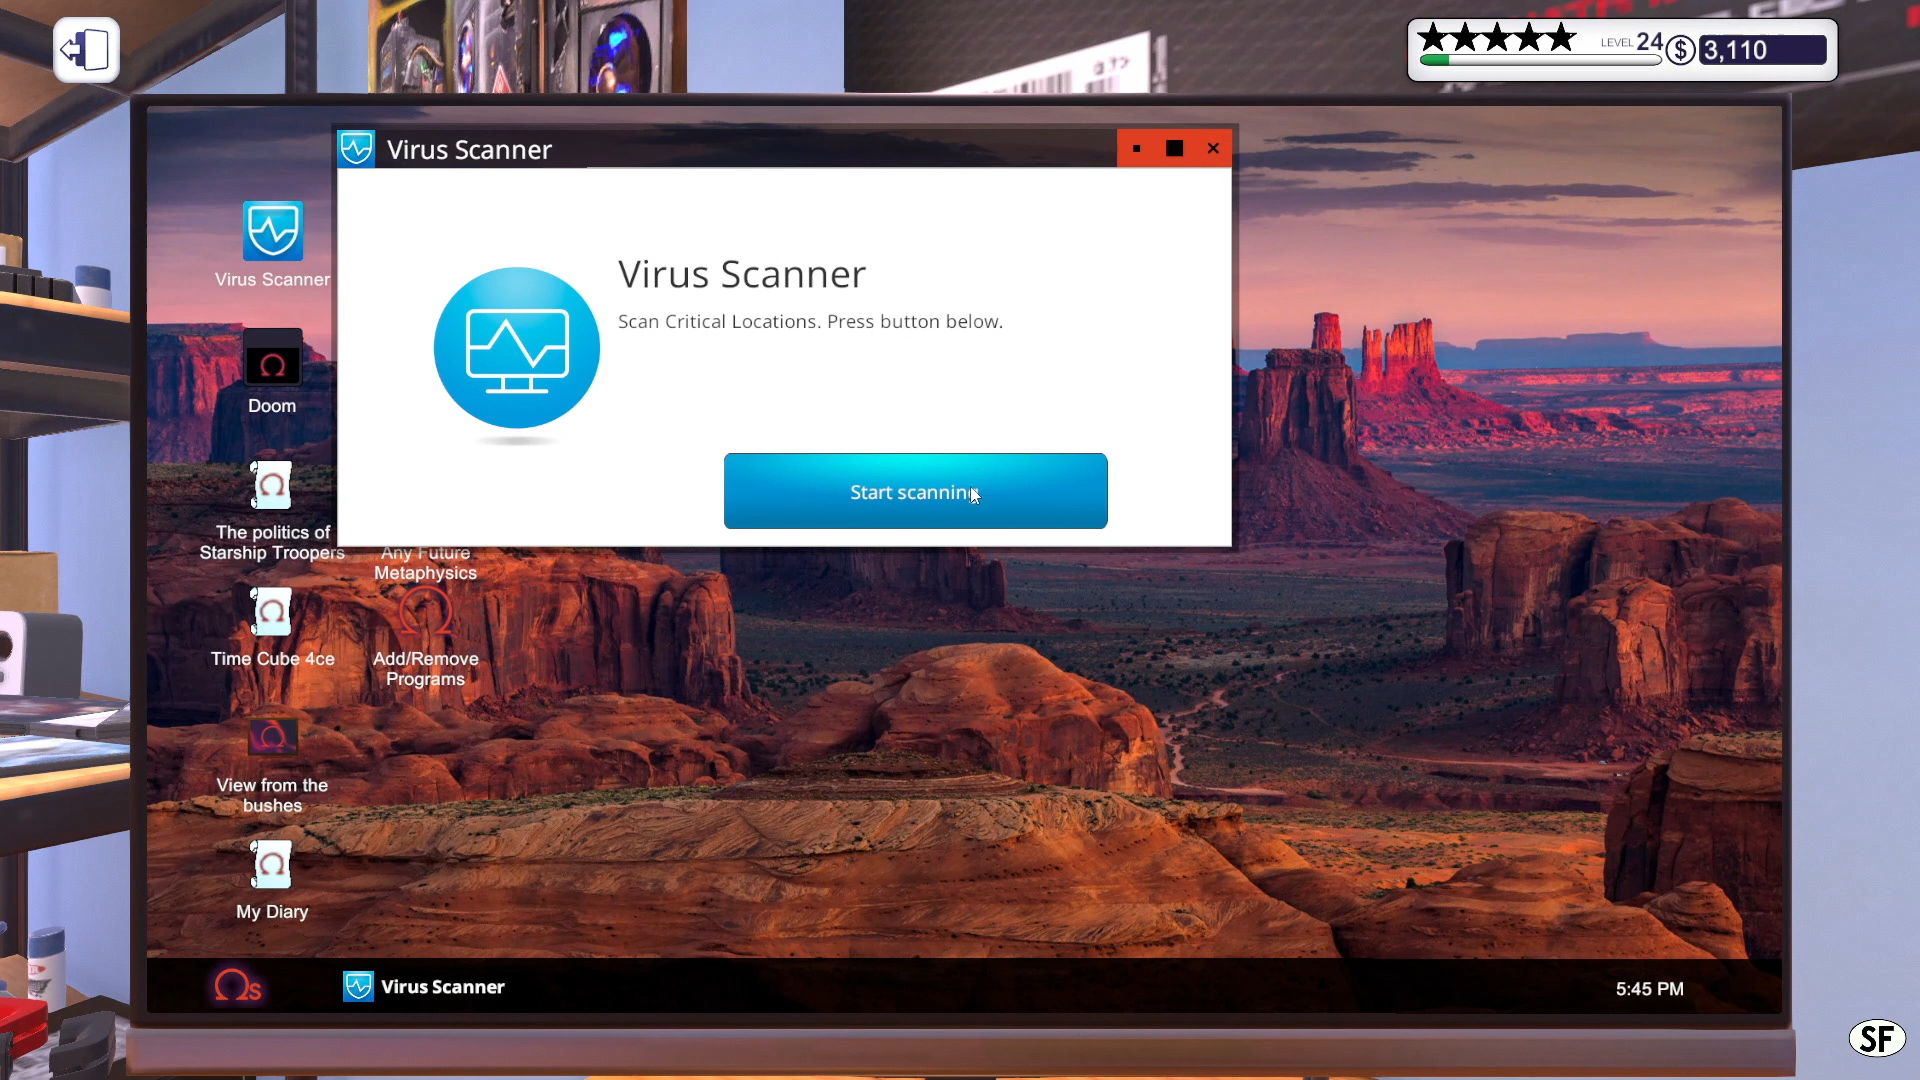 LEVEL 24
$ 3,110
Virus Scanner
Virus Scanner
Scan Critical Locations. Press button below.
Start scanning
Virus Scanner
Doom
The politics of
Starship Troopers
Any Future
Metaphysics
Time Cube 4ce
Add/Remove
Programs
View from the
bushes
My Diary
Ωs
Virus Scanner
5:45 PM
SF